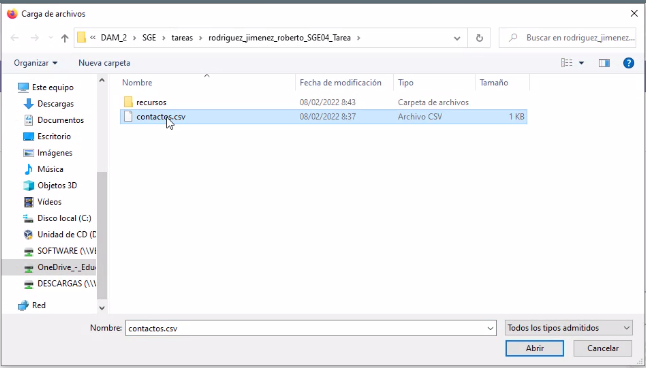 Carga de archivos
« DAM_2 > SGE > tareas > rodriguez_jimenez_roberto_SGE04_Tarea >
Buscar en rodriguez_jimenez...
Organizar
Nueva carpeta
Nombre Fecha de modificación Tipo Tamaño
recursos 08/02/2022 8:43 Carpeta de archivos
contactos.csv 08/02/2022 8:37 Archivo CSV 1 KB
Este equipo
Descargas
Documentos
Escritorio
Imágenes
Música
Objetos 3D
Vídeos
Disco local (C:)
Unidad de CD (D
SOFTWARE (\\VE
OneDrive_-_Educ
DESCARGAS (\\V
Red
Nombre: contactos.csv
Todos los tipos admitidos
Abrir
Cancelar